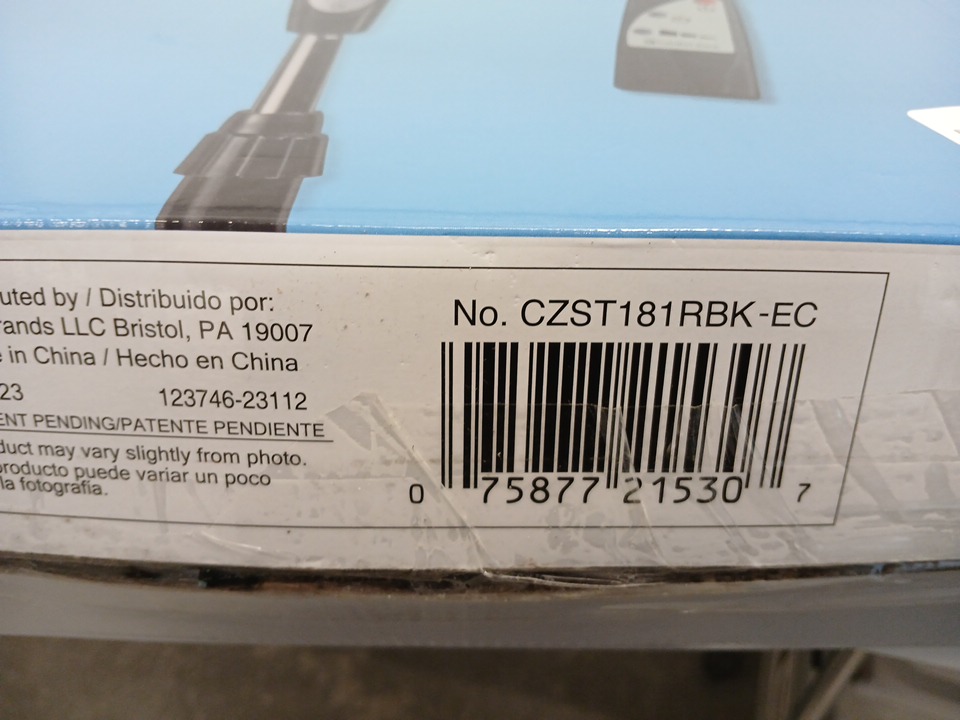 uted by / Distribuido por:
rands LLC Bristol, PA 19007
in China / Hecho en China
23 123746-23112
ENT PENDING/PATENTE PENDIENTE
duct may vary slightly from photo.
producto puede variar un poco
la fotografía.
No. CZST181RBK-EC
0 75877 21530 7